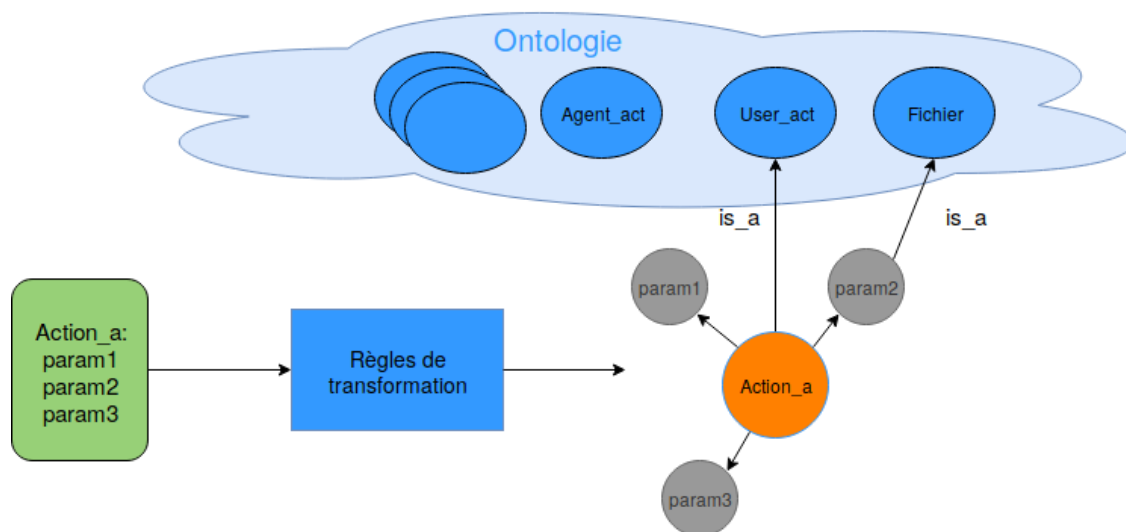 Ontologie
Agent_act
User_act
Fichier
is_a
is_a
param1
param2
Action_a:
param1
param2
param3
Règles de
transformation
Action_a
param3